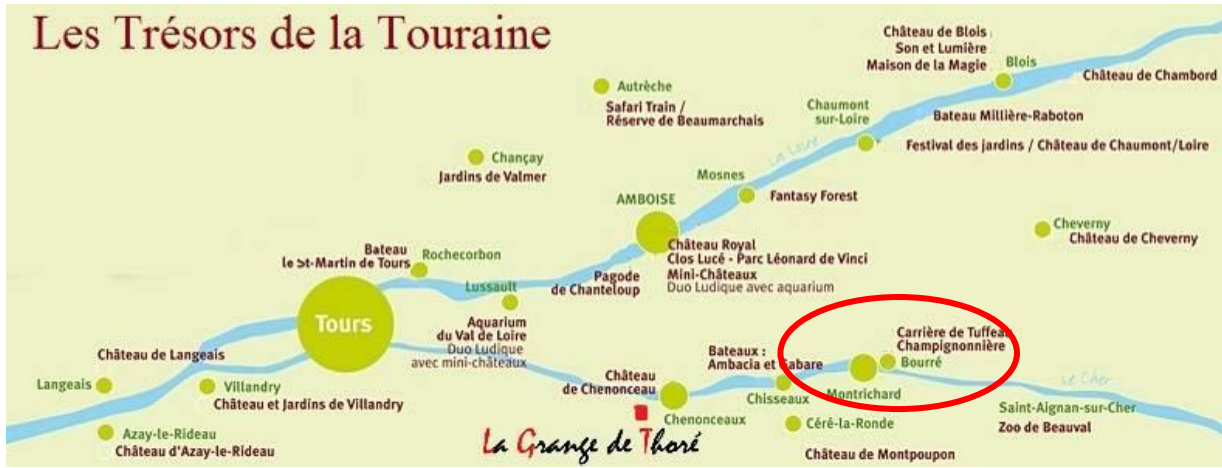 Les Trésors de la Touraine
Château de Blois
Son et Lumière
Maison de la Magie
Blois
Château de Chambord
Autrèche
Safari Train /
Réserve de Beaumarchais
Chaumont
sur-Loire
Bateau Millière-Raboton
La Loire
Festival des jardins / Château de Chaumont/Loire
Chançay
Jardins de Valmer
Mosnes
Fantasy Forest
AMBOISE
Cheverny
Château de Cheverny
Château Royal
Clos Lucé - Parc Léonard de Vinci
Mini-Châteaux
Duo Ludique avec aquarium
Bateau
le St-Martin de Tours
Rochecorbon
Pagode
de Chanteloup
Lussault
Aquarium
du Val de Loire
Duo Ludique
avec mini-châteaux
Tours
Château de Langeais
Langeais
Villandry
Château et Jardins de Villandry
Azay-le-Rideau
Château d'Azay-le-Rideau
Château
de Chenonceau
Chenonceaux
Bateaux :
Ambacia et Gabare
Chisseaux
Carrière de Tuffeau
Champignonnière
Bourré
Montrichard
Le Cher
Céré-la-Ronde
Château de Montpoupon
Saint-Aignan-sur-Cher
Zoo de Beauval
La Grange de Thoré